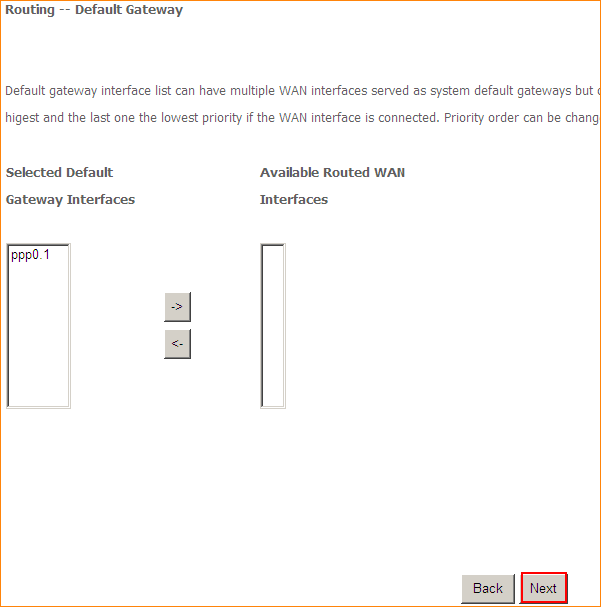 Routing -- Default Gateway
Default gateway interface list can have multiple WAN interfaces served as system default gateways but
higest and the last one the lowest priority if the WAN interface is connected. Priority order can be
Selected Default
Gateway Interfaces
Available Routed WAN
Interfaces
ppp0.1
->
<-
Back
Next